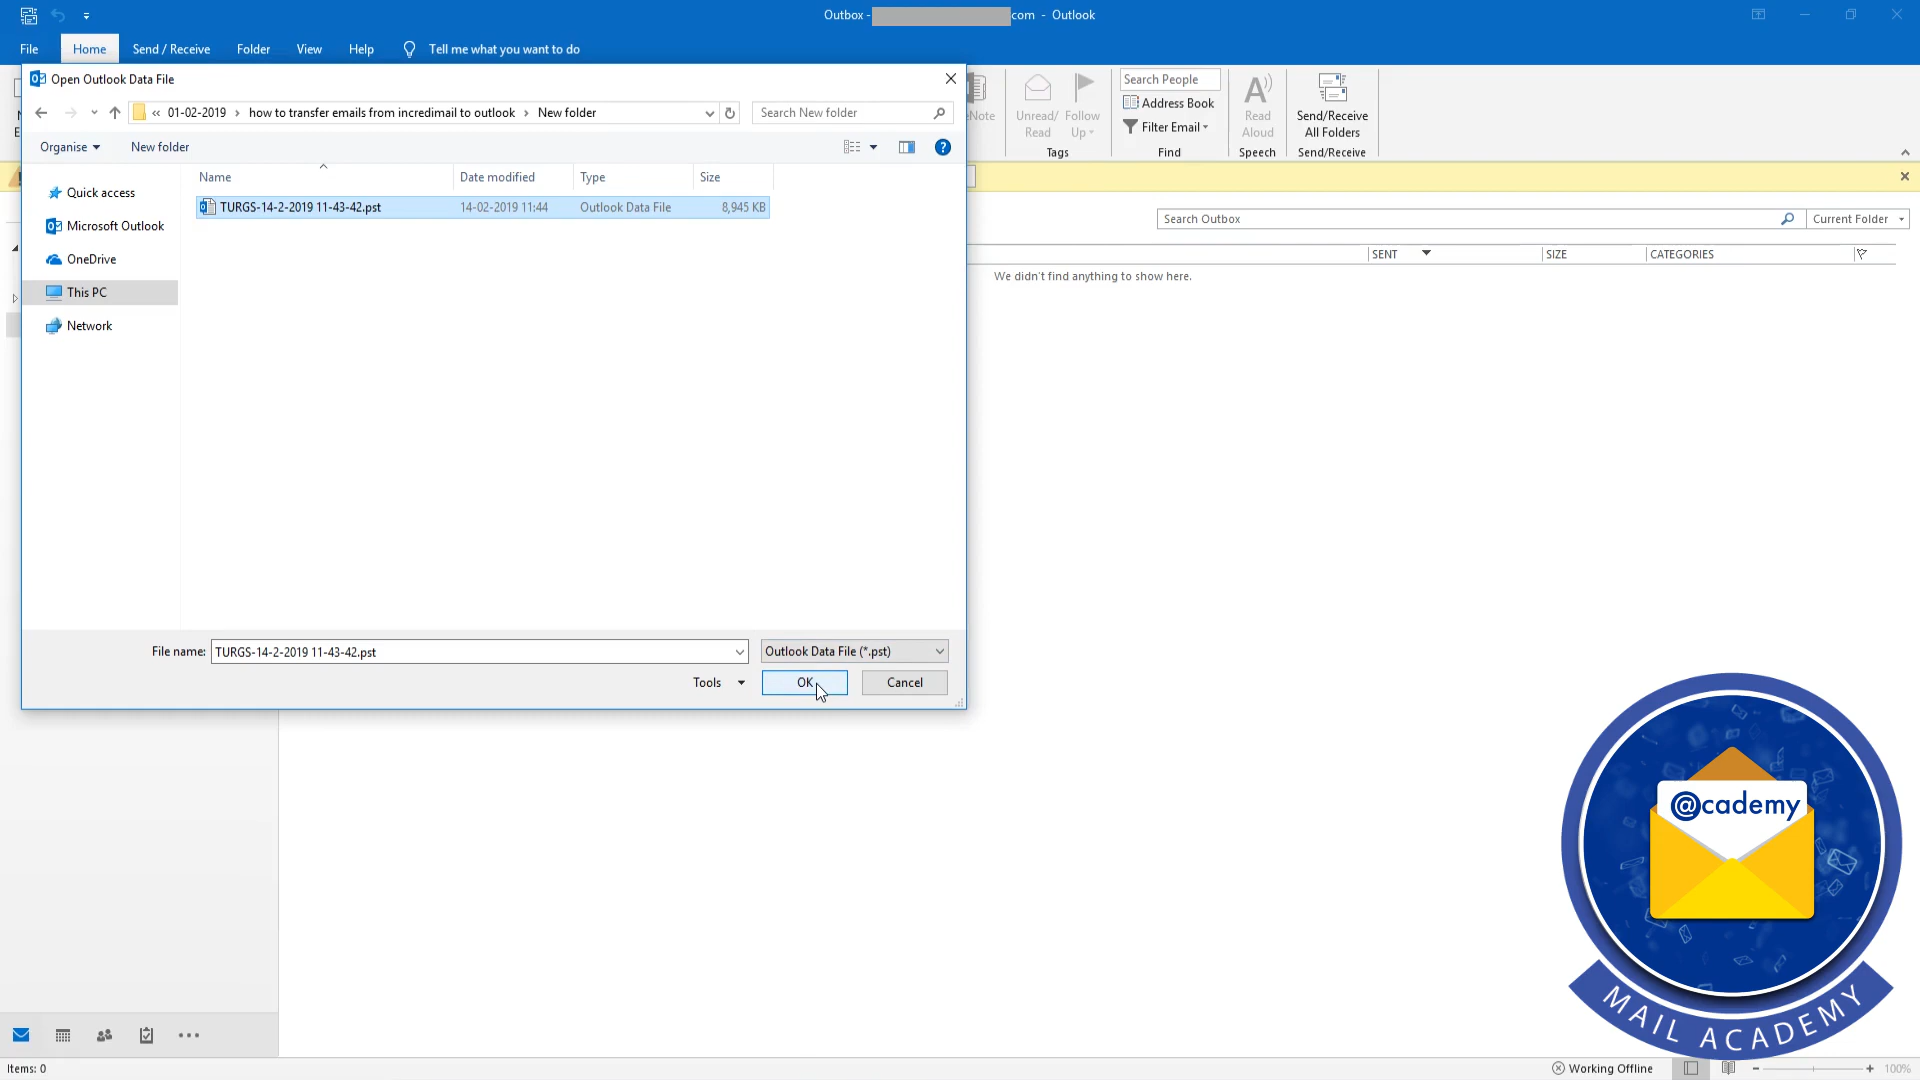 Outbox - com - Outlook
File Home Send / Receive Folder View Help Tell me what you want to do
Open Outlook Data File
« 01-02-2019 › how to transfer emails from incredimail to outlook › New folder
Search New folder
Organise New folder
Name Date modified Type Size
TURGS-14-2-2019 11-43-42.pst 14-02-2019 11:44 Outlook Data File 8,945 KB
Quick access
Microsoft Outlook
OneDrive
This PC
Network
File name: TURGS-14-2-2019 11-43-42.pst Outlook Data File (*.pst)
Tools OK Cancel
Unread/
Read
Follow
Up
Tags
Search People
Address Book
Filter Email
Find
Read
Aloud
Speech
Send/Receive
All Folders
Send/Receive
Search Outbox Current Folder
SENT SIZE CATEGORIES
We didn't find anything to show here.
@cademy
MAIL ACADEMY
Items: 0 Working Offline 100%